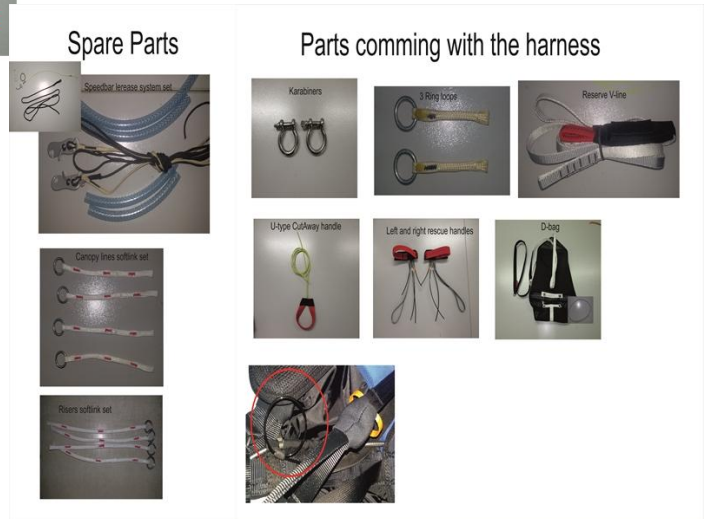 Spare Parts
Parts comming with the harness
Speedbar lerease system set
Karabiners
3 Ring loops
Reserve V-line
Canopy lines softlink set
U-type CutAway handle
Left and right rescue handles
D-bag
Risers softlink set